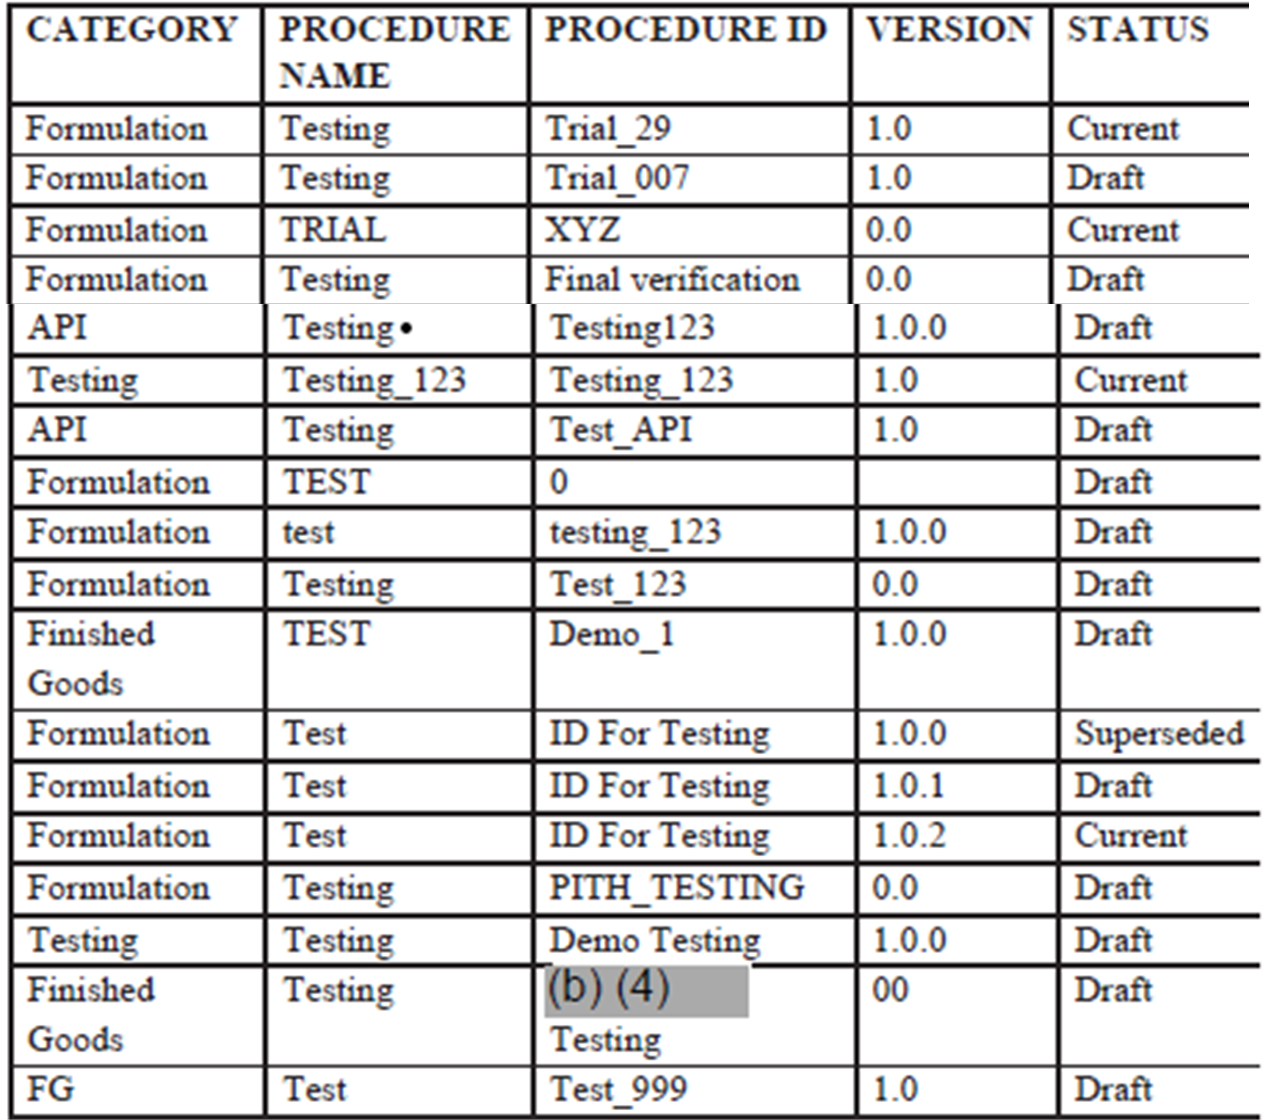 CATEGORY PROCEDURE NAME PROCEDURE ID VERSION STATUS
Formulation Testing Trial_29 1.0 Current
Formulation Testing Trial_007 1.0 Draft
Formulation TRIAL XYZ 0.0 Current
Formulation Testing Final verification 0.0 Draft
API Testing• Testing123 1.0.0 Draft
Testing Testing_123 Testing_123 1.0 Current
API Testing Test_API 1.0 Draft
Formulation TEST 0 Draft
Formulation test testing_123 1.0.0 Draft
Formulation Testing Test_123 0.0 Draft
Finished Goods TEST Demo_1 1.0.0 Draft
Formulation Test ID For Testing 1.0.0 Superseded
Formulation Test ID For Testing 1.0.1 Draft
Formulation Test ID For Testing 1.0.2 Current
Formulation Testing PITH_TESTING 0.0 Draft
Testing Testing Demo Testing 1.0.0 Draft
Finished Goods Testing (b) (4) Testing 00 Draft
FG Test Test_999 1.0 Draft